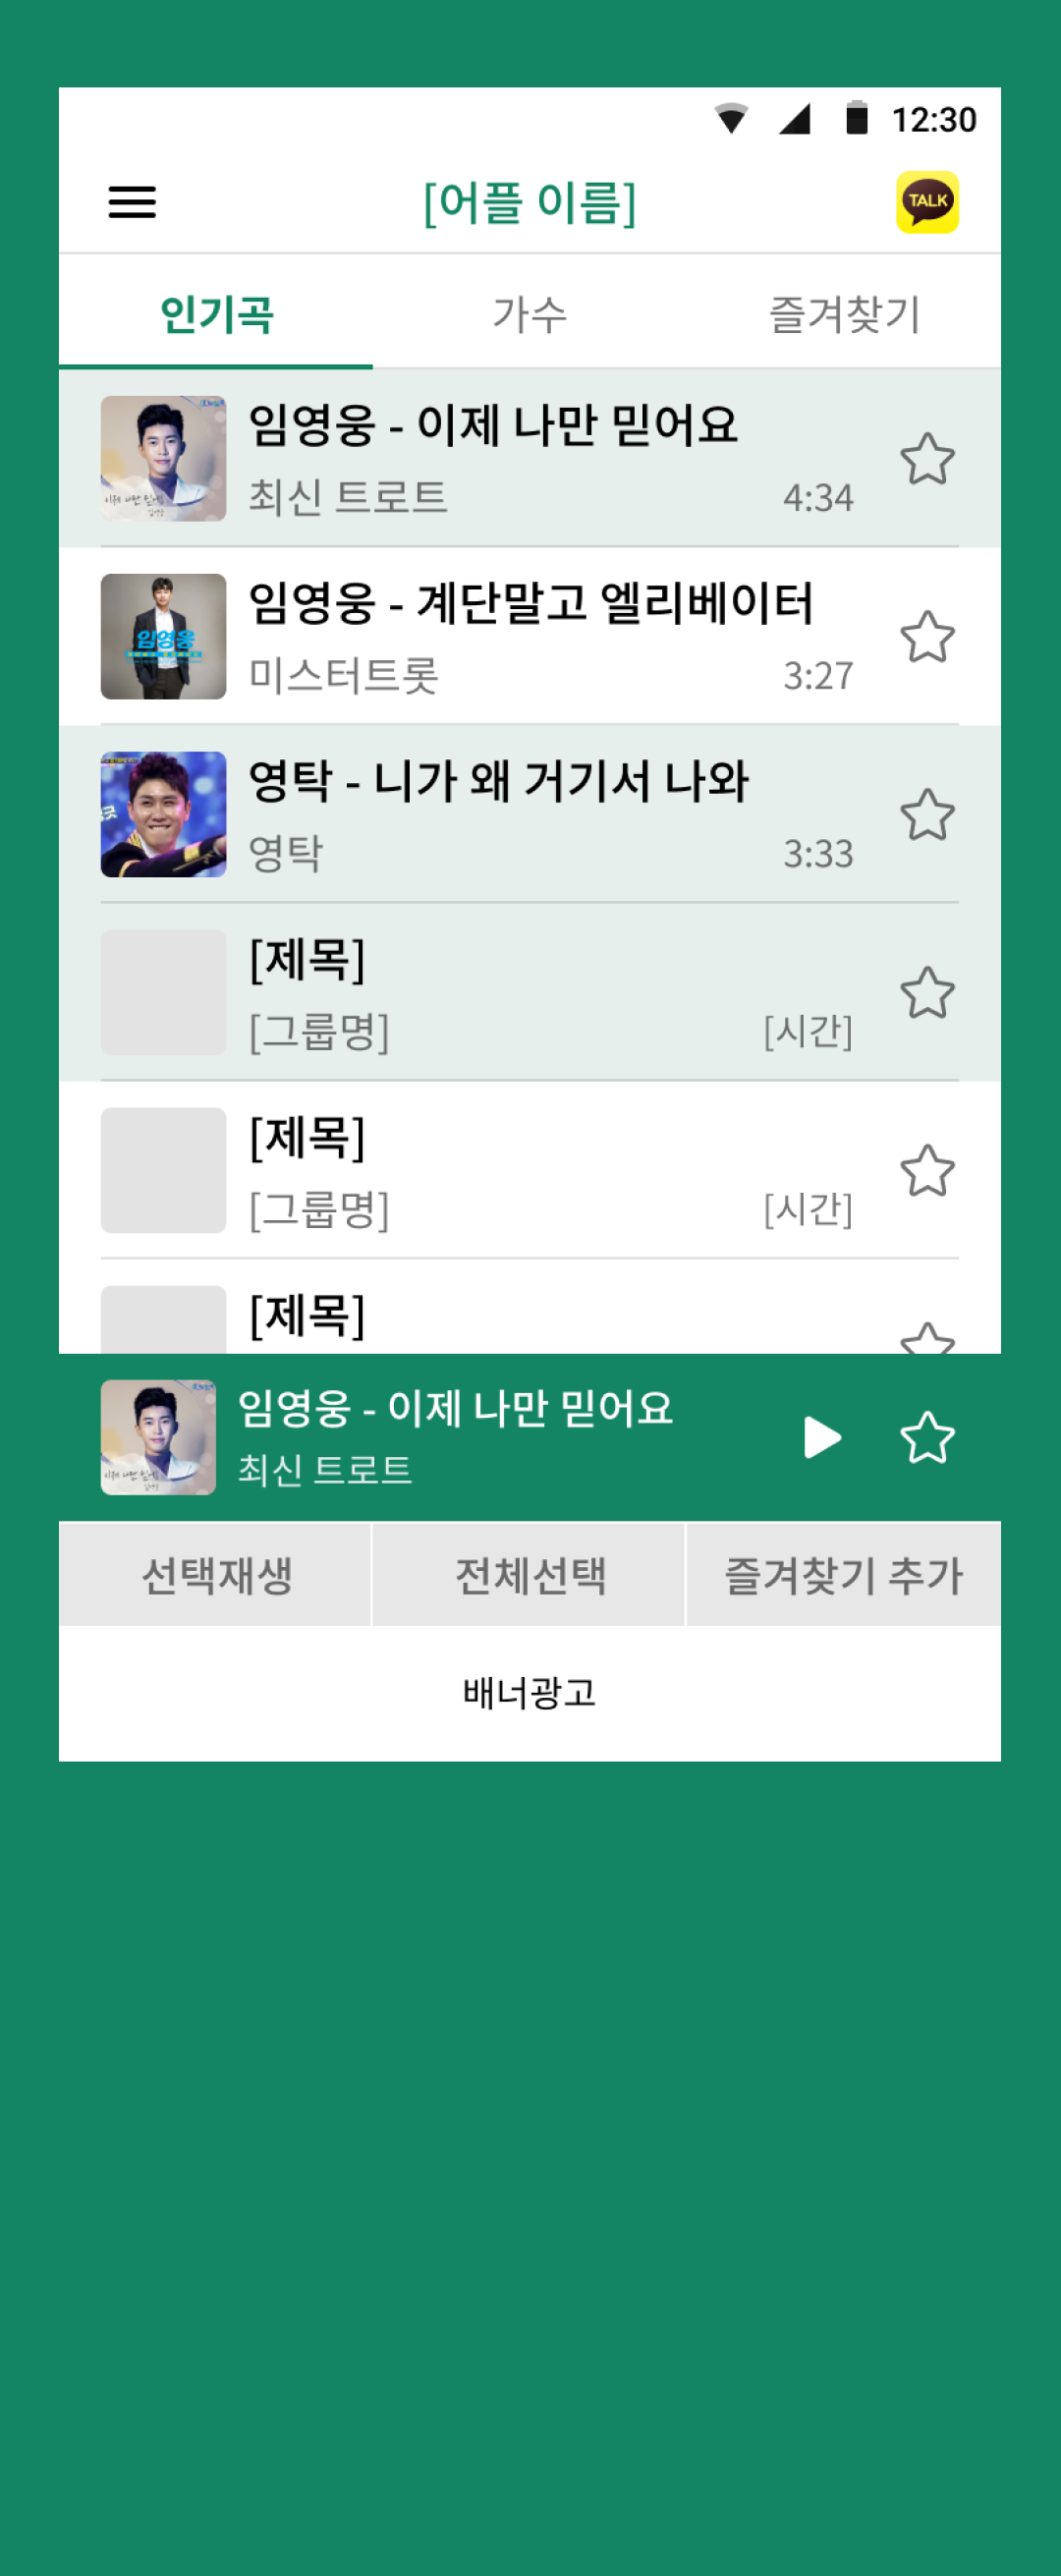 12:30
[어플 이름]
TALK
인기곡 가수 즐겨찾기
임영웅 - 이제 나만 믿어요
최신 트로트 4:34
임영웅 - 계단말고 엘리베이터
임영웅
미스터트롯 3:27
영탁 - 니가 왜 거기서 나와
영탁 3:33
[제목]
[그룹명] [시간]
[제목]
[그룹명] [시간]
[제목]
임영웅 - 이제 나만 믿어요
최신 트로트
선택재생 전체선택 즐겨찾기 추가
배너광고